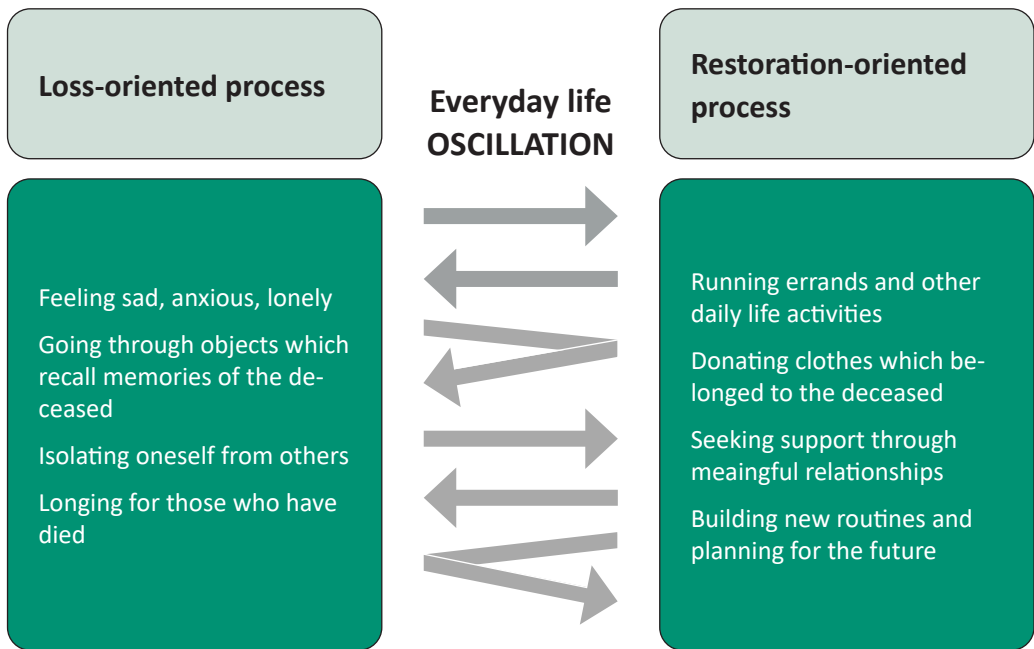 Loss-oriented process
Everyday life
OSCILLATION
Restoration-oriented
process
Feeling sad, anxious, lonely
Going through objects which
recall memories of the de-
ceased
Isolating oneself from others
Longing for those who have
died
Running errands and other
daily life activities
Donating clothes which be-
longed to the deceased
Seeking support through
meaingful relationships
Building new routines and
planning for the future